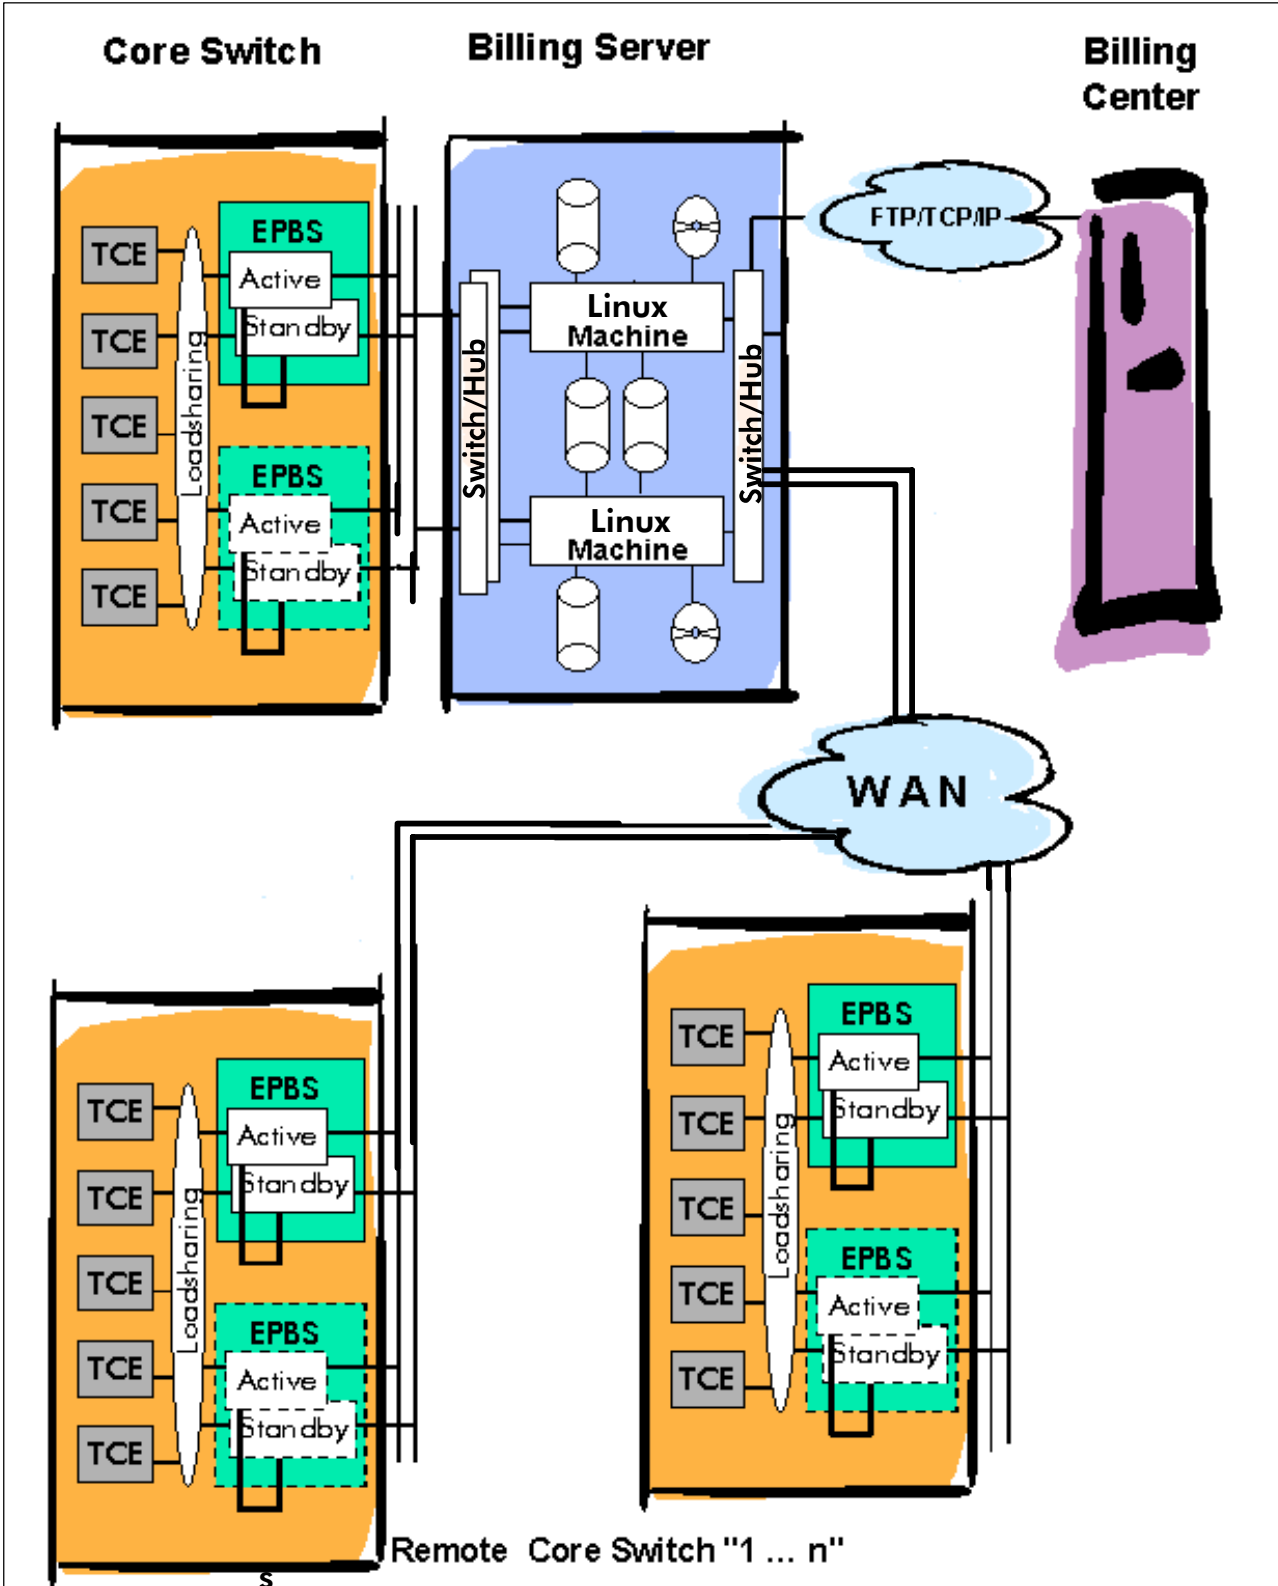 Core Switch
Billing Server
Billing
Center
TCE
TCE
TCE
TCE
TCE
Loadsharing
EPBS
Active
Standby
EPBS
Active
Standby
Switch/Hub
Linux
Machine
Linux
Machine
Switch/Hub
FTP/TCP/IP
WAN
TCE
TCE
TCE
TCE
TCE
Loadsharing
EPBS
Active
Standby
EPBS
Active
Standby
TCE
TCE
TCE
TCE
TCE
Loadsharing
EPBS
Active
Standby
EPBS
Active
Standby
Remote Core Switch "1 ... n"
s